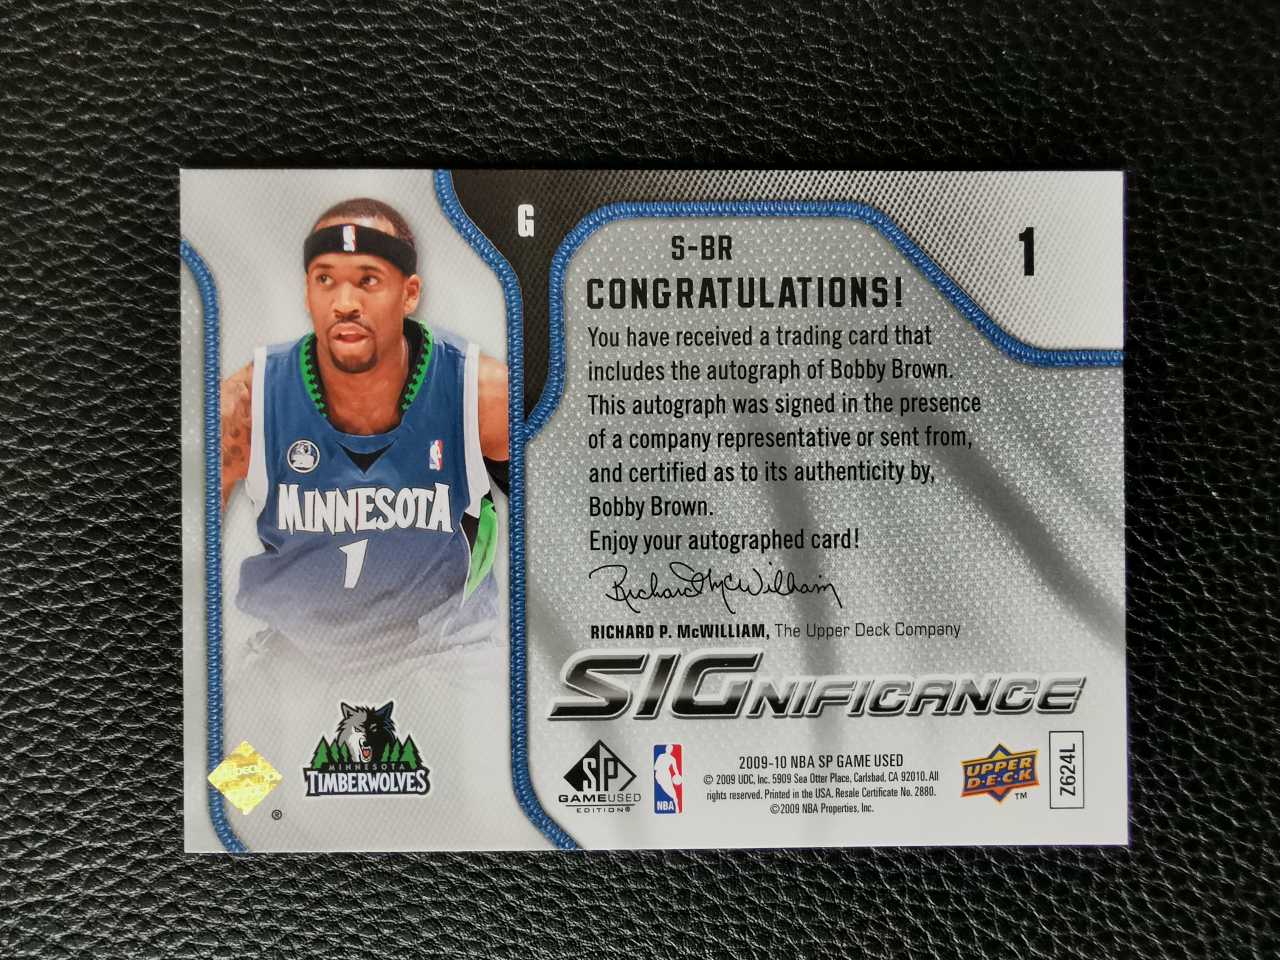 G
1
S-BR
CONGRATULATIONS!
You have received a trading card that
includes the autograph of Bobby Brown.
This autograph was signed in the presence
of a company representative or sent from,
and certified as to its authenticity by,
Bobby Brown.
Enjoy your autographed card!
Richard McWilliam
RICHARD P. McWILLIAM, The Upper Deck Company
SIGNIFICANCE
MINNESOTA
1
MINNESOTA
TIMBERWOLVES
®
SP
GAMEUSED
EDITION®
NBA
2009-10 NBA SP GAME USED
© 2009 UDC, Inc. 5909 Sea Otter Place, Carlsbad, CA 92010. All
rights reserved. Printed in the USA. Resale Certificate No. 2880.
©2009 NBA Properties, Inc.
UPPER
D·E·C·K
TM
Z624L